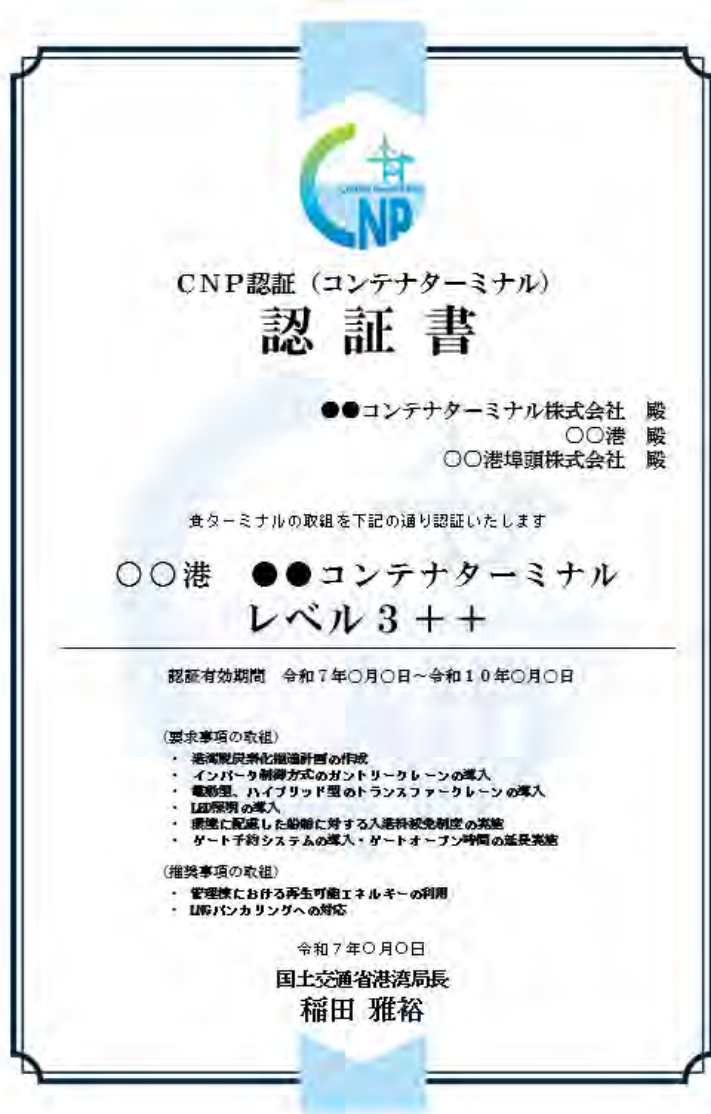 CNP
CNP認証（コンテナターミナル）
認 証 書
●●コンテナターミナル株式会社　殿
○○港　殿
○○港埠頭株式会社　殿
貴ターミナルの取組を下記の通り認証いたします
○○港　●●コンテナターミナル
レベル３＋＋
認証有効期間　令和７年○月○日～令和１０年○月○日
（要求事項の取組）
・ 港湾脱炭素化推進計画の作成
・ インバータ制御方式のガントリークレーンの導入
・ 電動型、ハイブリッド型のトランスファークレーンの導入
・ LED照明の導入
・ 環境に配慮した船舶に対する入港料減免制度の実施
・ ゲート予約システムの導入・ゲートオープン時間の延長実施
（推奨事項の取組）
・ 管理棟における再生可能エネルギーの利用
・ LNGバンカリングへの対応
令和７年○月○日
国土交通省港湾局長
稲田 雅裕